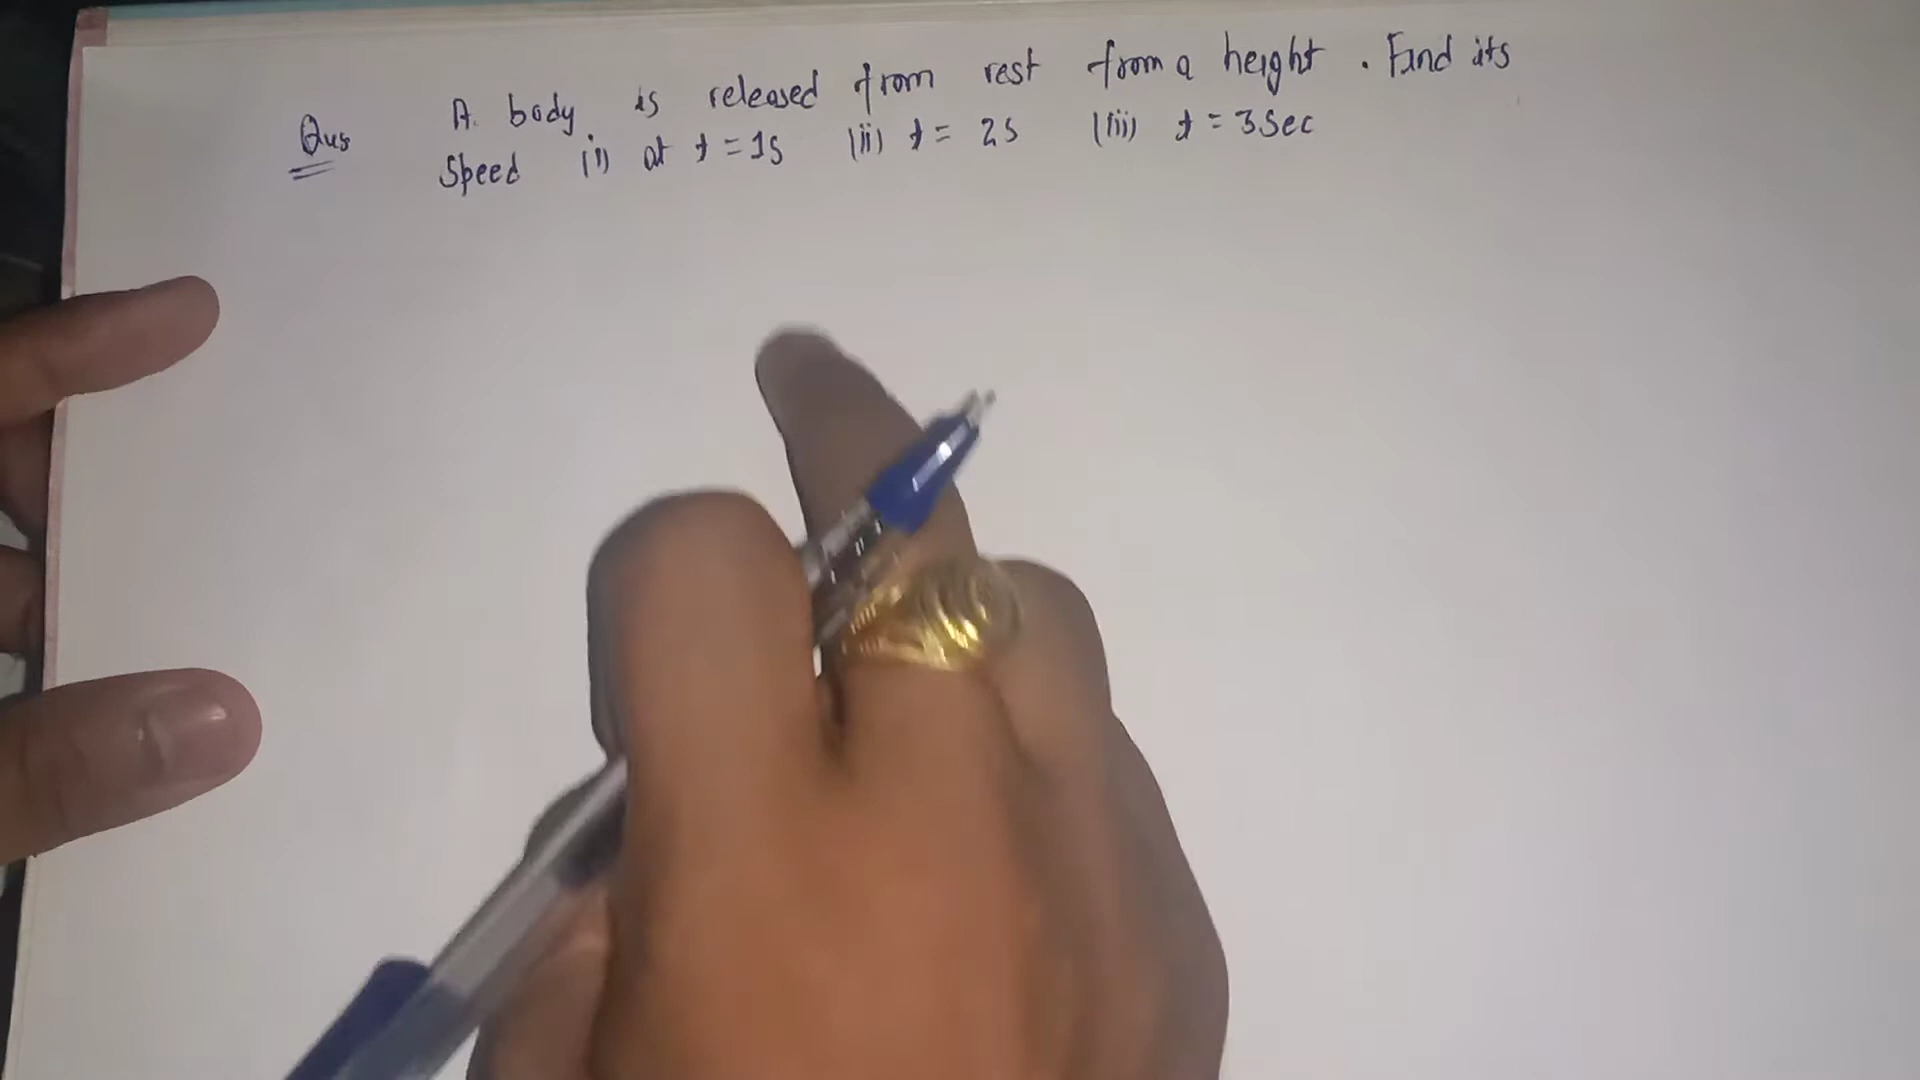 Qus A. body is released from rest from a height. Find its
Speed (i) at t = 1s (ii) t = 2s (iii) t = 3Sec